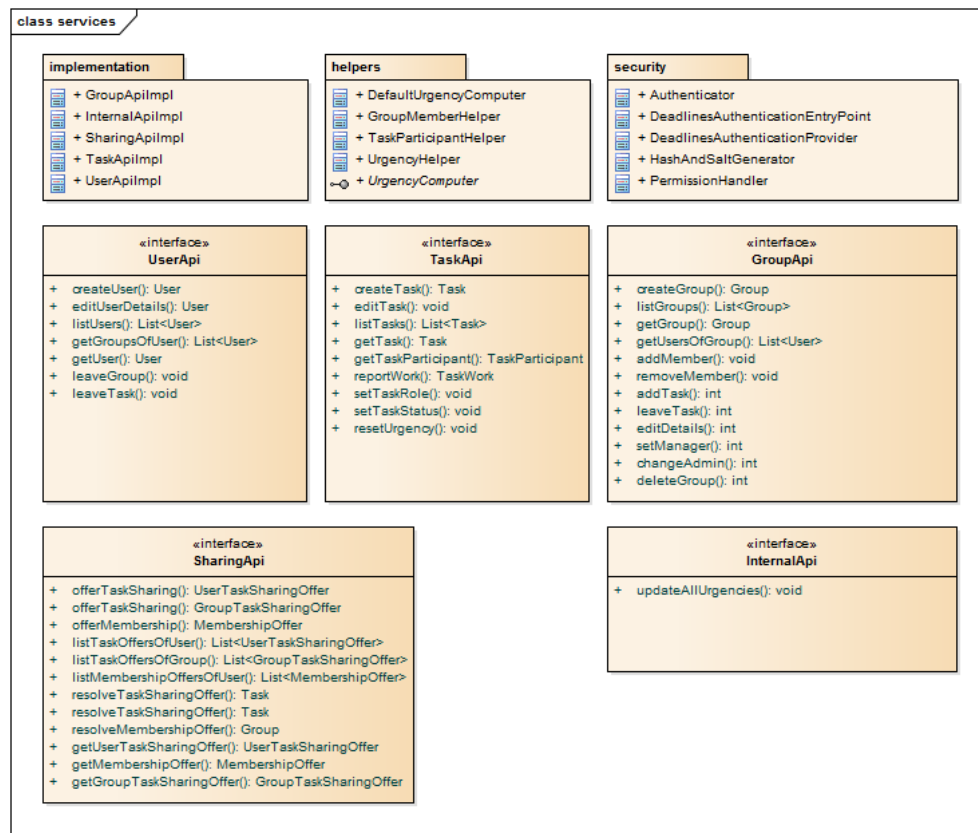 class services
implementation
+ GroupApiImpl
+ InternalApiImpl
+ SharingApiImpl
+ TaskApiImpl
+ UserApiImpl
helpers
+ DefaultUrgencyComputer
+ GroupMemberHelper
+ TaskParticipantHelper
+ UrgencyHelper
+ UrgencyComputer
security
+ Authenticator
+ DeadlinesAuthenticationEntryPoint
+ DeadlinesAuthenticationProvider
+ HashAndSaltGenerator
+ PermissionHandler
«interface»
UserApi
+ createUser(): User
+ editUserDetails(): User
+ listUsers(): List<User>
+ getGroupsOfUser(): List<User>
+ getUser(): User
+ leaveGroup(): void
+ leaveTask(): void
«interface»
TaskApi
+ createTask(): Task
+ editTask(): void
+ listTasks(): List<Task>
+ getTask(): Task
+ getTaskParticipant(): TaskParticipant
+ reportWork(): TaskWork
+ setTaskRole(): void
+ setTaskStatus(): void
+ resetUrgency(): void
«interface»
GroupApi
+ createGroup(): Group
+ listGroups(): List<Group>
+ getGroup(): Group
+ getUsersOfGroup(): List<User>
+ addMember(): void
+ removeMember(): void
+ addTask(): int
+ leaveTask(): int
+ editDetails(): int
+ setManager(): int
+ changeAdmin(): int
+ deleteGroup(): int
«interface»
SharingApi
+ offerTaskSharing(): UserTaskSharingOffer
+ offerTaskSharing(): GroupTaskSharingOffer
+ offerMembership(): MembershipOffer
+ listTaskOffersOfUser(): List<UserTaskSharingOffer>
+ listTaskOffersOfGroup(): List<GroupTaskSharingOffer>
+ listMembershipOffersOfUser(): List<MembershipOffer>
+ resolveTaskSharingOffer(): Task
+ resolveTaskSharingOffer(): Task
+ resolveMembershipOffer(): Group
+ getUserTaskSharingOffer(): UserTaskSharingOffer
+ getMembershipOffer(): MembershipOffer
+ getGroupTaskSharingOffer(): GroupTaskSharingOffer
«interface»
InternalApi
+ updateAllUrgencies(): void